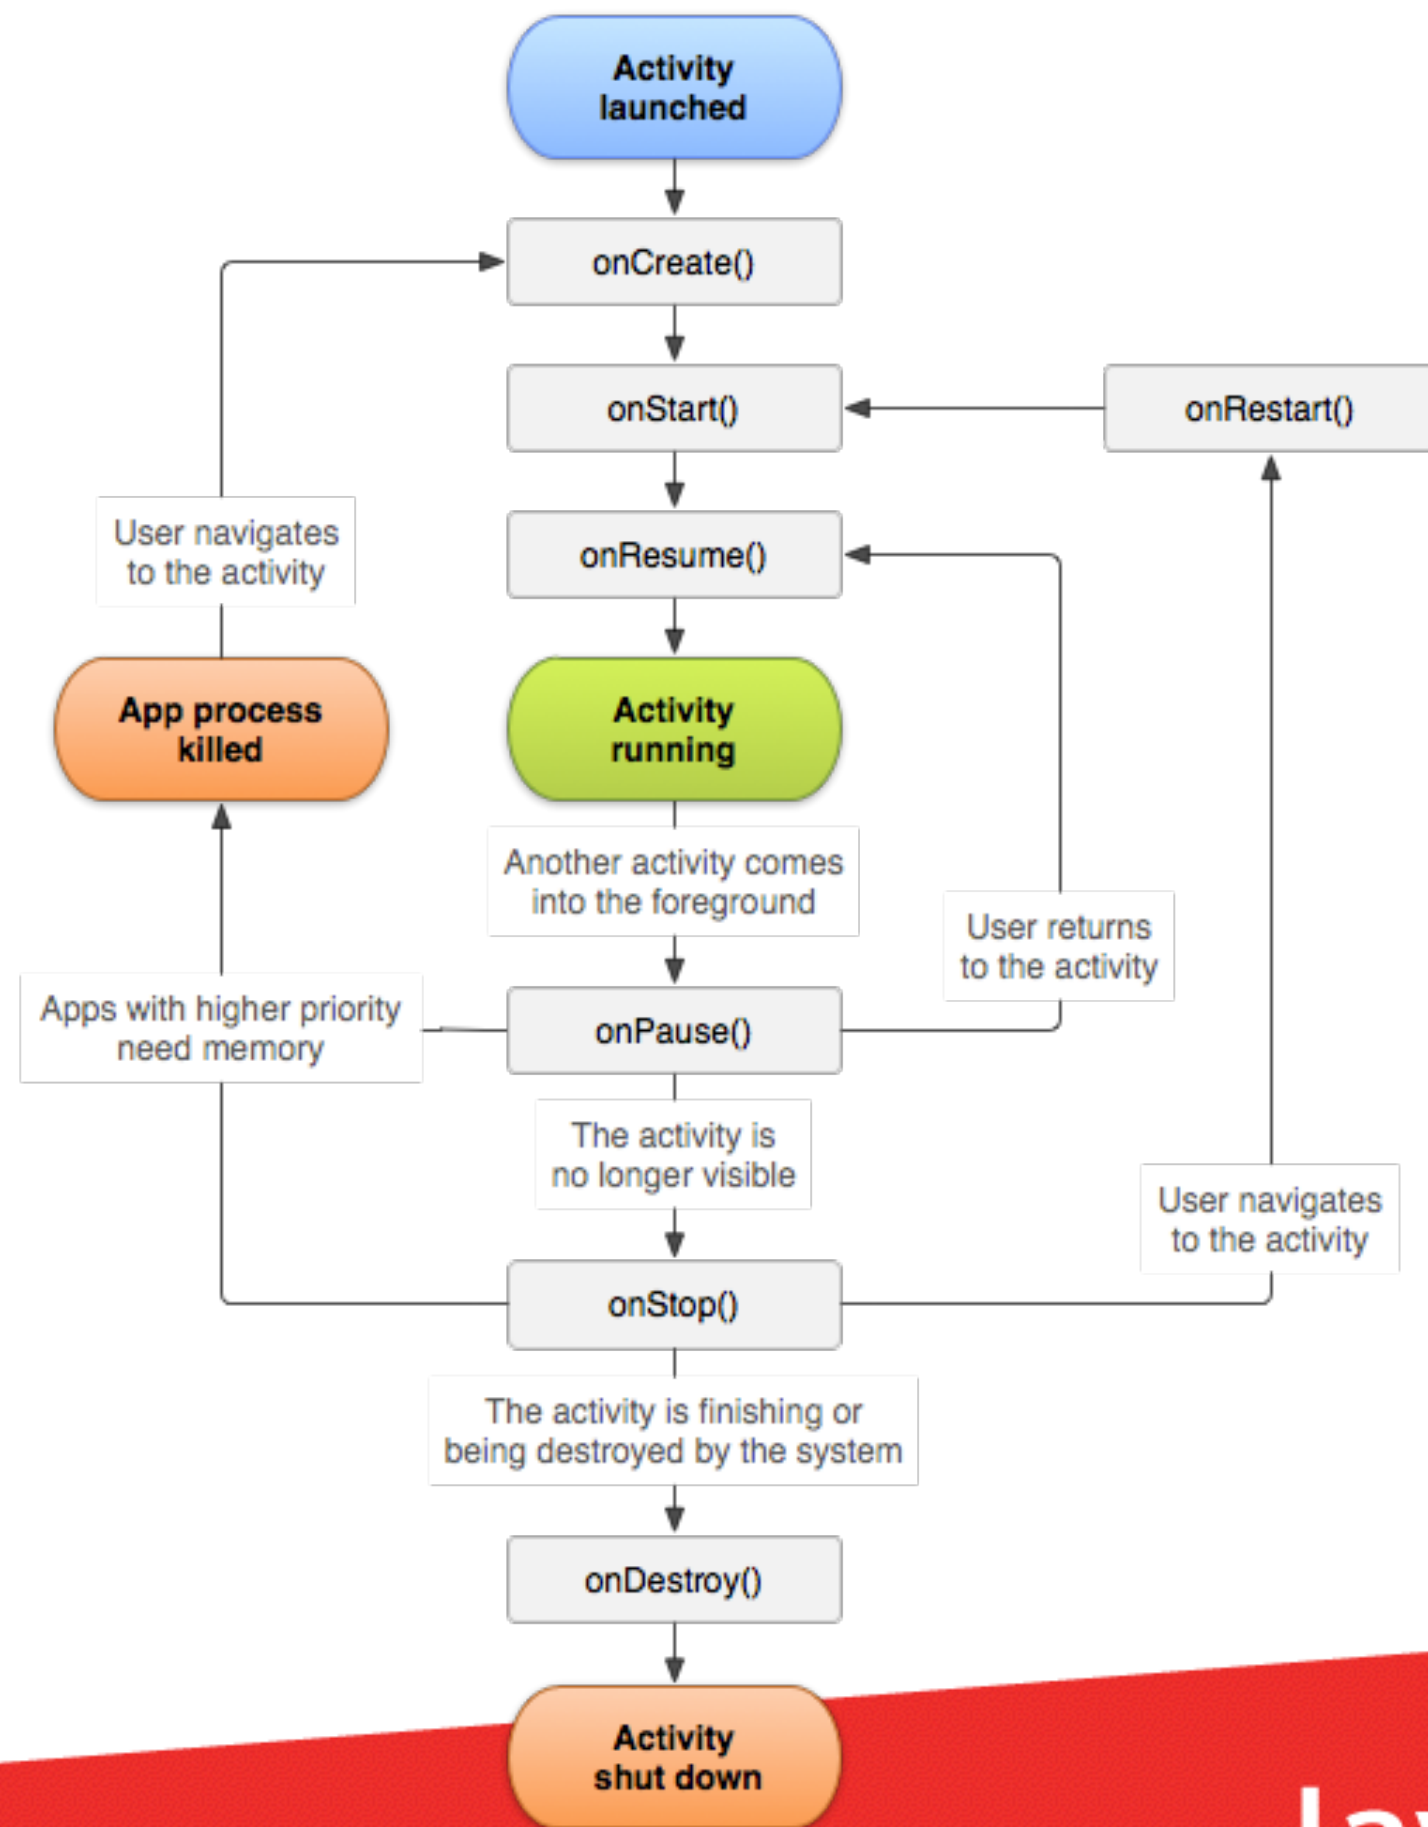 Activity
launched
onCreate()
onStart()
onRestart()
User navigates
to the activity
onResume()
App process
killed
Activity
running
Another activity comes
into the foreground
User returns
to the activity
Apps with higher priority
need memory
onPause()
The activity is
no longer visible
User navigates
to the activity
onStop()
The activity is finishing or
being destroyed by the system
onDestroy()
Activity
shut down